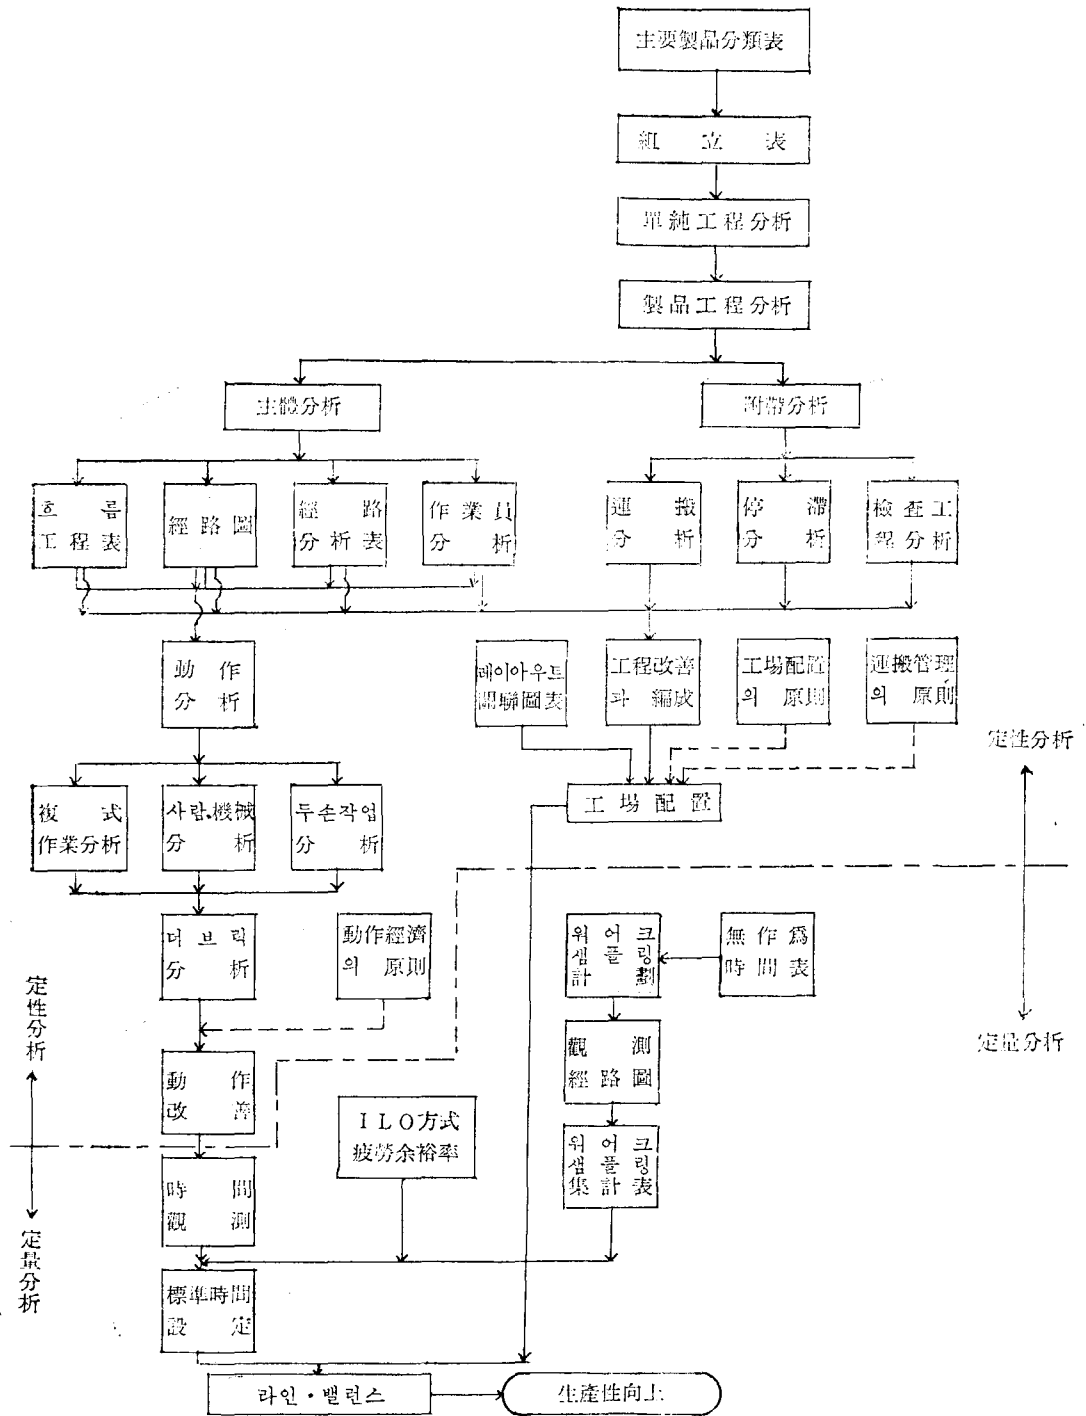 主要製品分類表
組立表
單純工程分析
製品工程分析
主體分析
附帶分析
흐름
工程表
經路圖
經路
分析表
作業員
分析
運搬
分析
停滯
分析
檢査工
程分析
動作
分析
레이아우트
關聯圖表
工程改善
과 編成
工場配置
의 原則
運搬管理
의 原則
定性分析
複式
作業分析
사람.機械
分析
두손작업
分析
工場配置
더브릭
分析
動作經濟
의 原則
워어크
샘플링
計劃
無作爲
時間表
定性分析
定量分析
觀測
經路圖
動作
改善
ILO方式
疲勞余裕率
워어크
샘플링
集計表
時間
觀測
定量分析
標準時間
設定
라인·밸런스
生產性向上